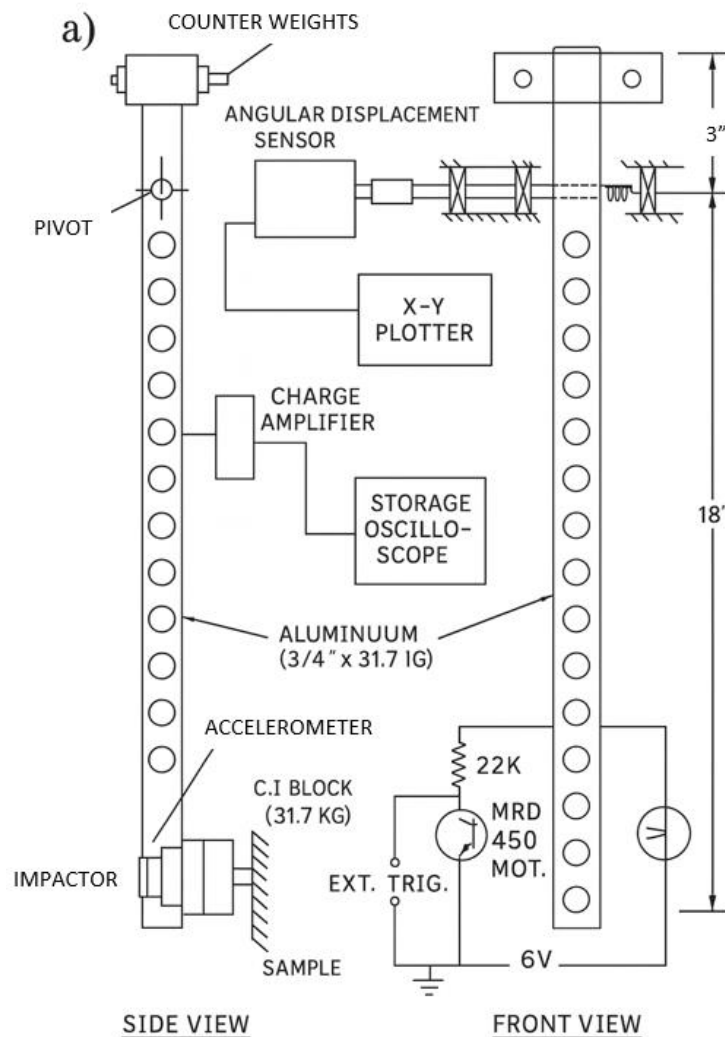 a)
COUNTER WEIGHTS
ANGULAR DISPLACEMENT
SENSOR
3”
PIVOT
X-Y
PLOTTER
CHARGE
AMPLIFIER
STORAGE
OSCILLO-
SCOPE
18″
ALUMINUUM
(3/4″ x 31.7 IG)
ACCELEROMETER
22K
C.I BLOCK
(31.7 KG)
MRD
450
MOT.
IMPACTOR
EXT. TRIG.
SAMPLE
6V
SIDE VIEW
FRONT VIEW